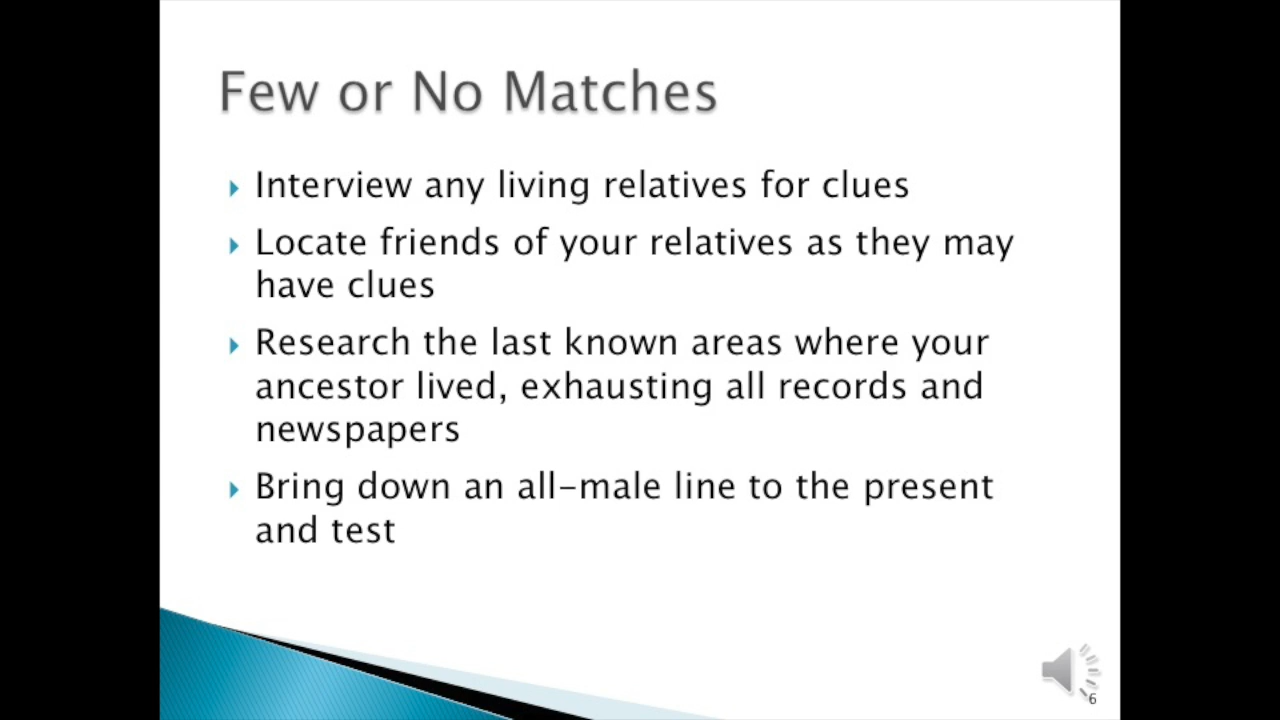 Few or No Matches
Interview any living relatives for clues
Locate friends of your relatives as they may
have clues
Research the last known areas where your
ancestor lived, exhausting all records and
newspapers
Bring down an all-male line to the present
and test
6